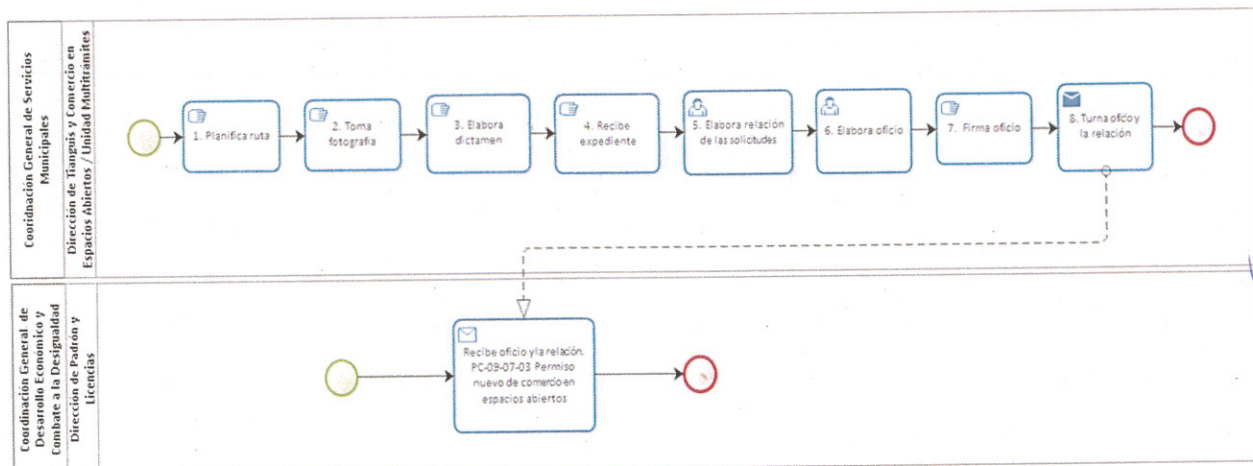 Cooridnación General de Servicios
Municipales
Dirección de Tianguis y Comercio en
Espacios Abiertos / Unidad Multitrámites
1. Planifica ruta
2. Toma
fotografía
3. Elabora
dictamen
4. Recibe
expediente
5. Elabora relación
de las solicitudes
6. Elabora oficio
7. Firma oficio
8. Turna oficio y
la relación
Coordinación General de
Desarrollo Económico y
Combate a la Desigualdad
Dirección de Padrón y
Licencias
Recibe oficio y la relación.
PC-09-07-03 Permiso
nuevo de comercio en
espacios abiertos